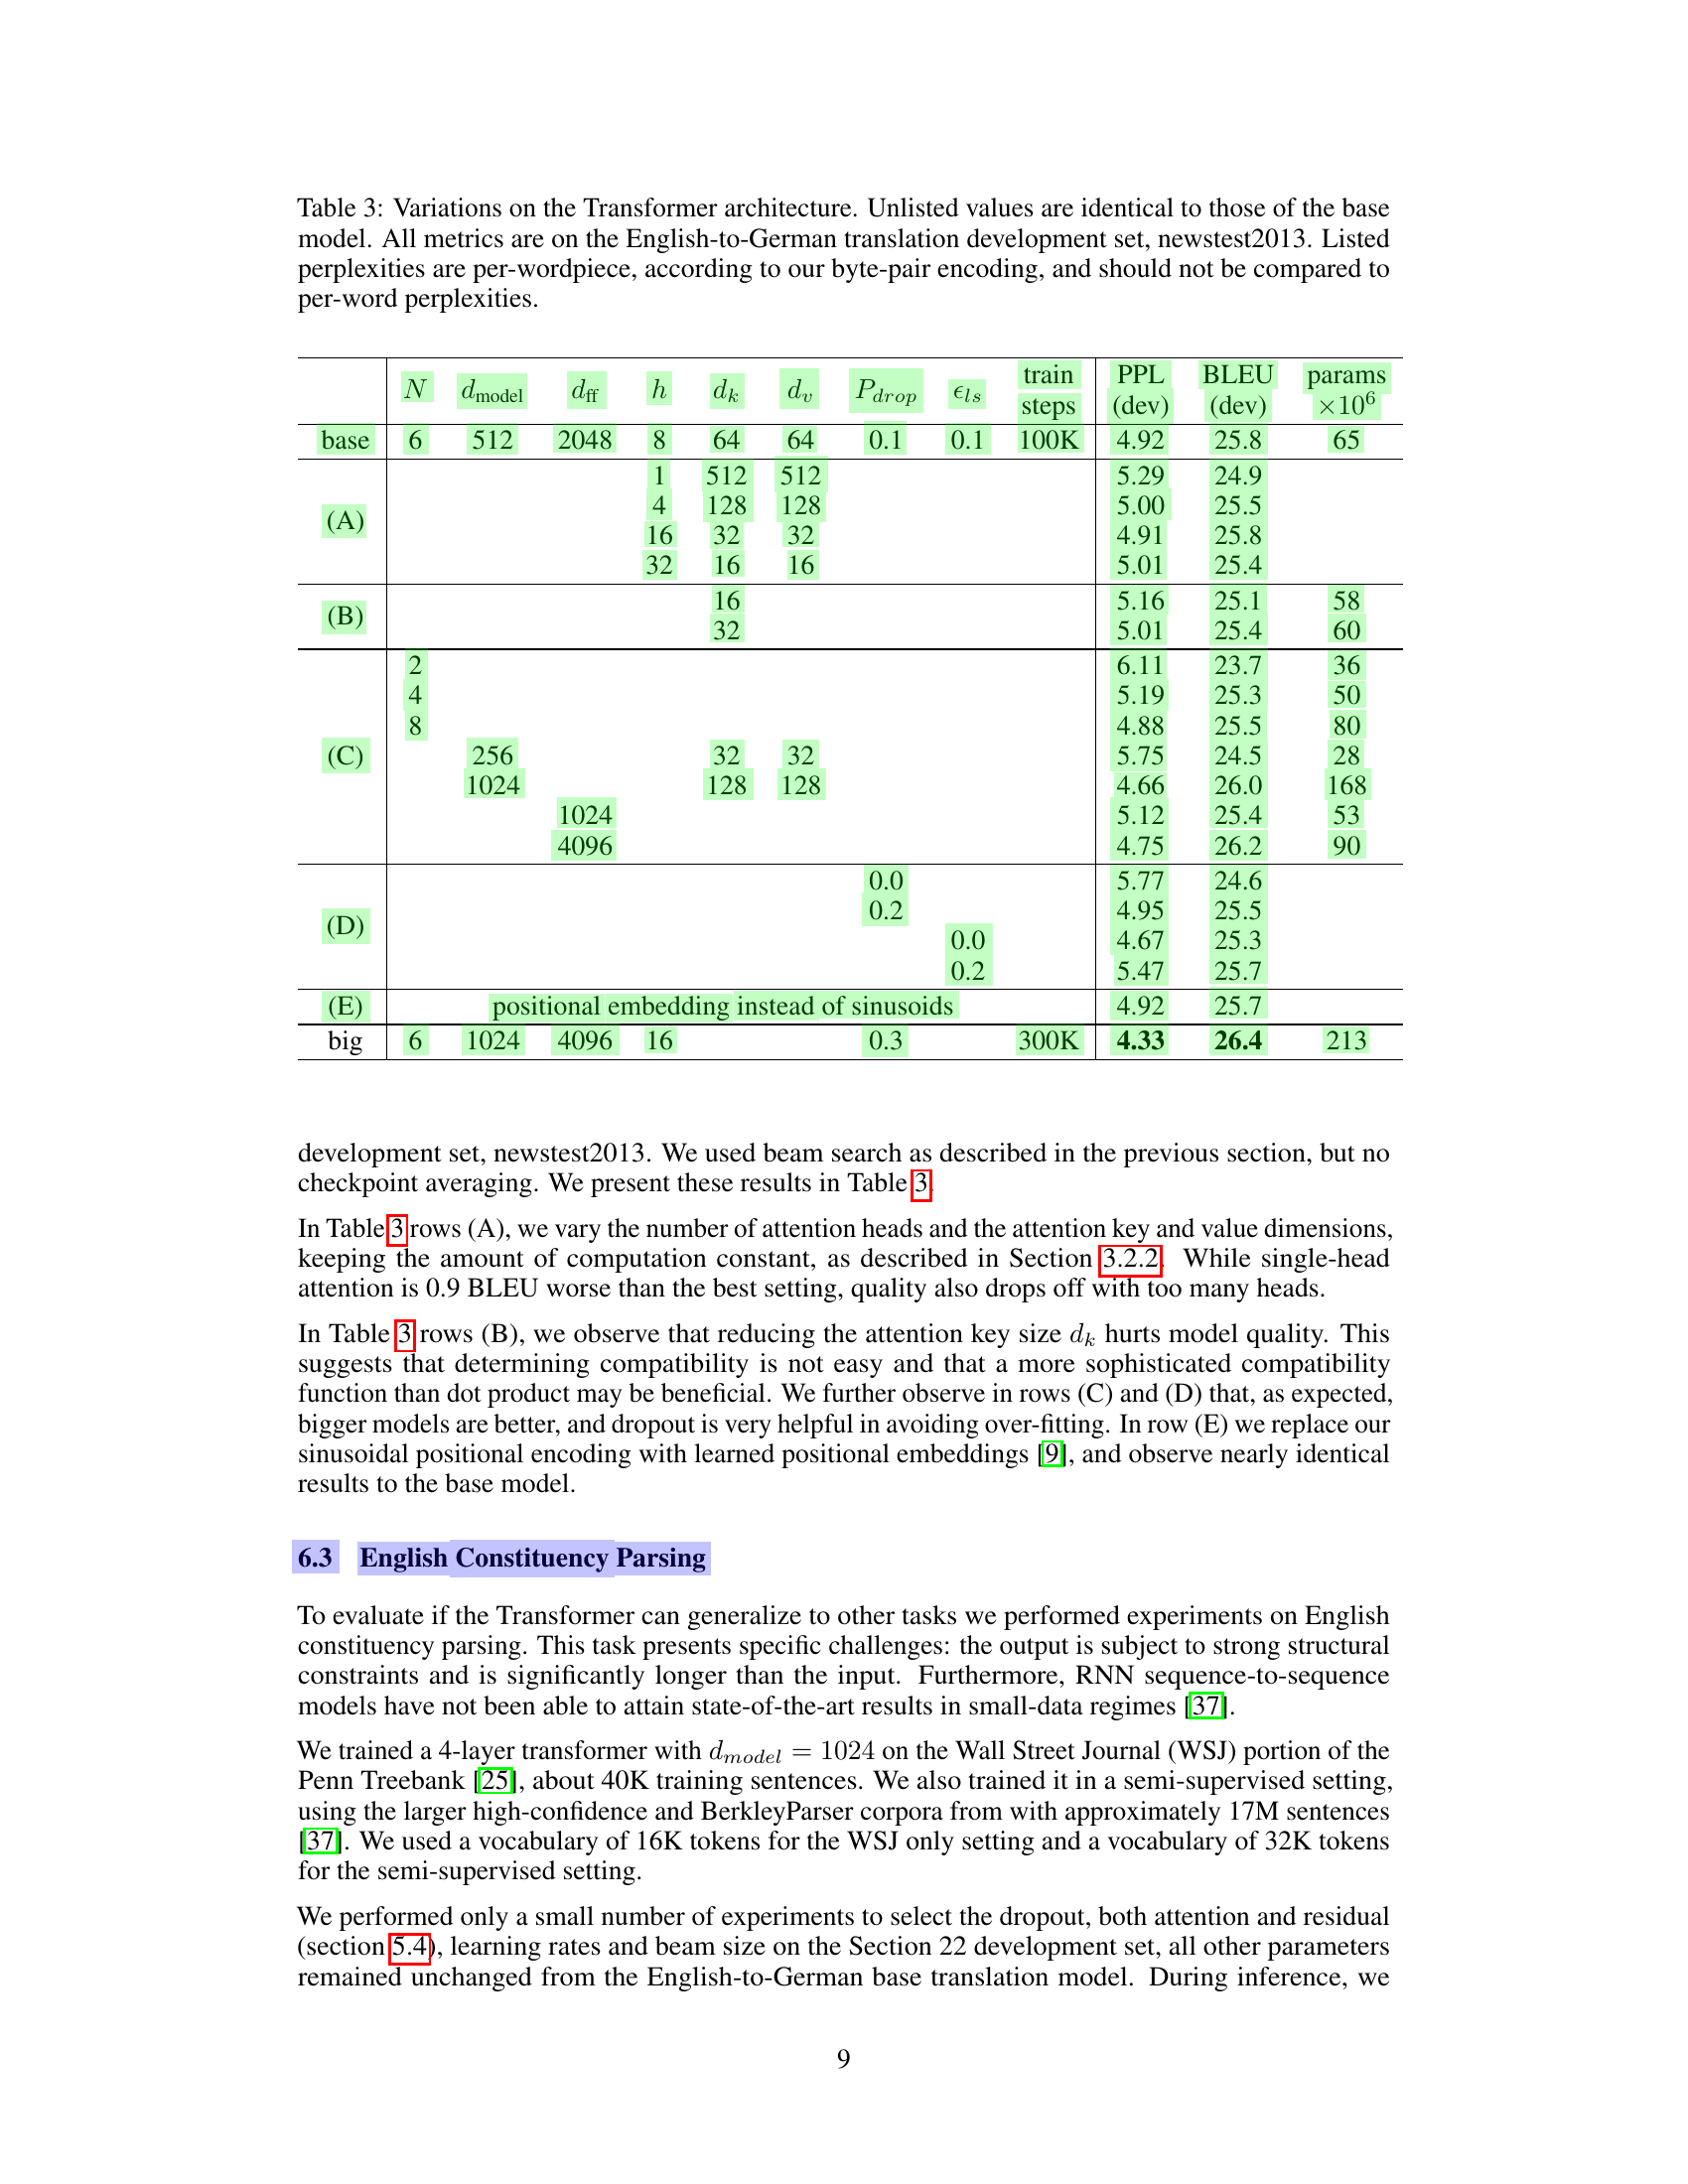 Table 3: Variations on the Transformer architecture. Unlisted values are identical to those of the base
model. All metrics are on the English-to-German translation development set, newstest2013. Listed
perplexities are per-wordpiece, according to our byte-pair encoding, and should not be compared to
per-word perplexities.
N d_model d_ff h d_k d_v P_drop ϵ_ls train steps PPL (dev) BLEU (dev) params ×10⁶
base 6 512 2048 8 64 64 0.1 0.1 100K 4.92 25.8 65
(A) 1 512 512 5.29 24.9
4 128 128 5.00 25.5
16 32 32 4.91 25.8
32 16 16 5.01 25.4
(B) 16 5.16 25.1 58
32 5.01 25.4 60
(C) 2 6.11 23.7 36
4 5.19 25.3 50
8 4.88 25.5 80
256 32 32 5.75 24.5 28
1024 128 128 4.66 26.0 168
1024 5.12 25.4 53
4096 4.75 26.2 90
(D) 0.0 5.77 24.6
0.2 4.95 25.5
0.0 4.67 25.3
0.2 5.47 25.7
(E) positional embedding instead of sinusoids 4.92 25.7
big 6 1024 4096 16 0.3 300K 4.33 26.4 213
development set, newstest2013. We used beam search as described in the previous section, but no
checkpoint averaging. We present these results in Table 3.
In Table 3 rows (A), we vary the number of attention heads and the attention key and value dimensions,
keeping the amount of computation constant, as described in Section 3.2.2. While single-head
attention is 0.9 BLEU worse than the best setting, quality also drops off with too many heads.
In Table 3 rows (B), we observe that reducing the attention key size d_k hurts model quality. This
suggests that determining compatibility is not easy and that a more sophisticated compatibility
function than dot product may be beneficial. We further observe in rows (C) and (D) that, as expected,
bigger models are better, and dropout is very helpful in avoiding over-fitting. In row (E) we replace our
sinusoidal positional encoding with learned positional embeddings [9], and observe nearly identical
results to the base model.
6.3 English Constituency Parsing
To evaluate if the Transformer can generalize to other tasks we performed experiments on English
constituency parsing. This task presents specific challenges: the output is subject to strong structural
constraints and is significantly longer than the input. Furthermore, RNN sequence-to-sequence
models have not been able to attain state-of-the-art results in small-data regimes [37].
We trained a 4-layer transformer with d_model = 1024 on the Wall Street Journal (WSJ) portion of the
Penn Treebank [25], about 40K training sentences. We also trained it in a semi-supervised setting,
using the larger high-confidence and BerkleyParser corpora from with approximately 17M sentences
[37]. We used a vocabulary of 16K tokens for the WSJ only setting and a vocabulary of 32K tokens
for the semi-supervised setting.
We performed only a small number of experiments to select the dropout, both attention and residual
(section 5.4), learning rates and beam size on the Section 22 development set, all other parameters
remained unchanged from the English-to-German base translation model. During inference, we
9